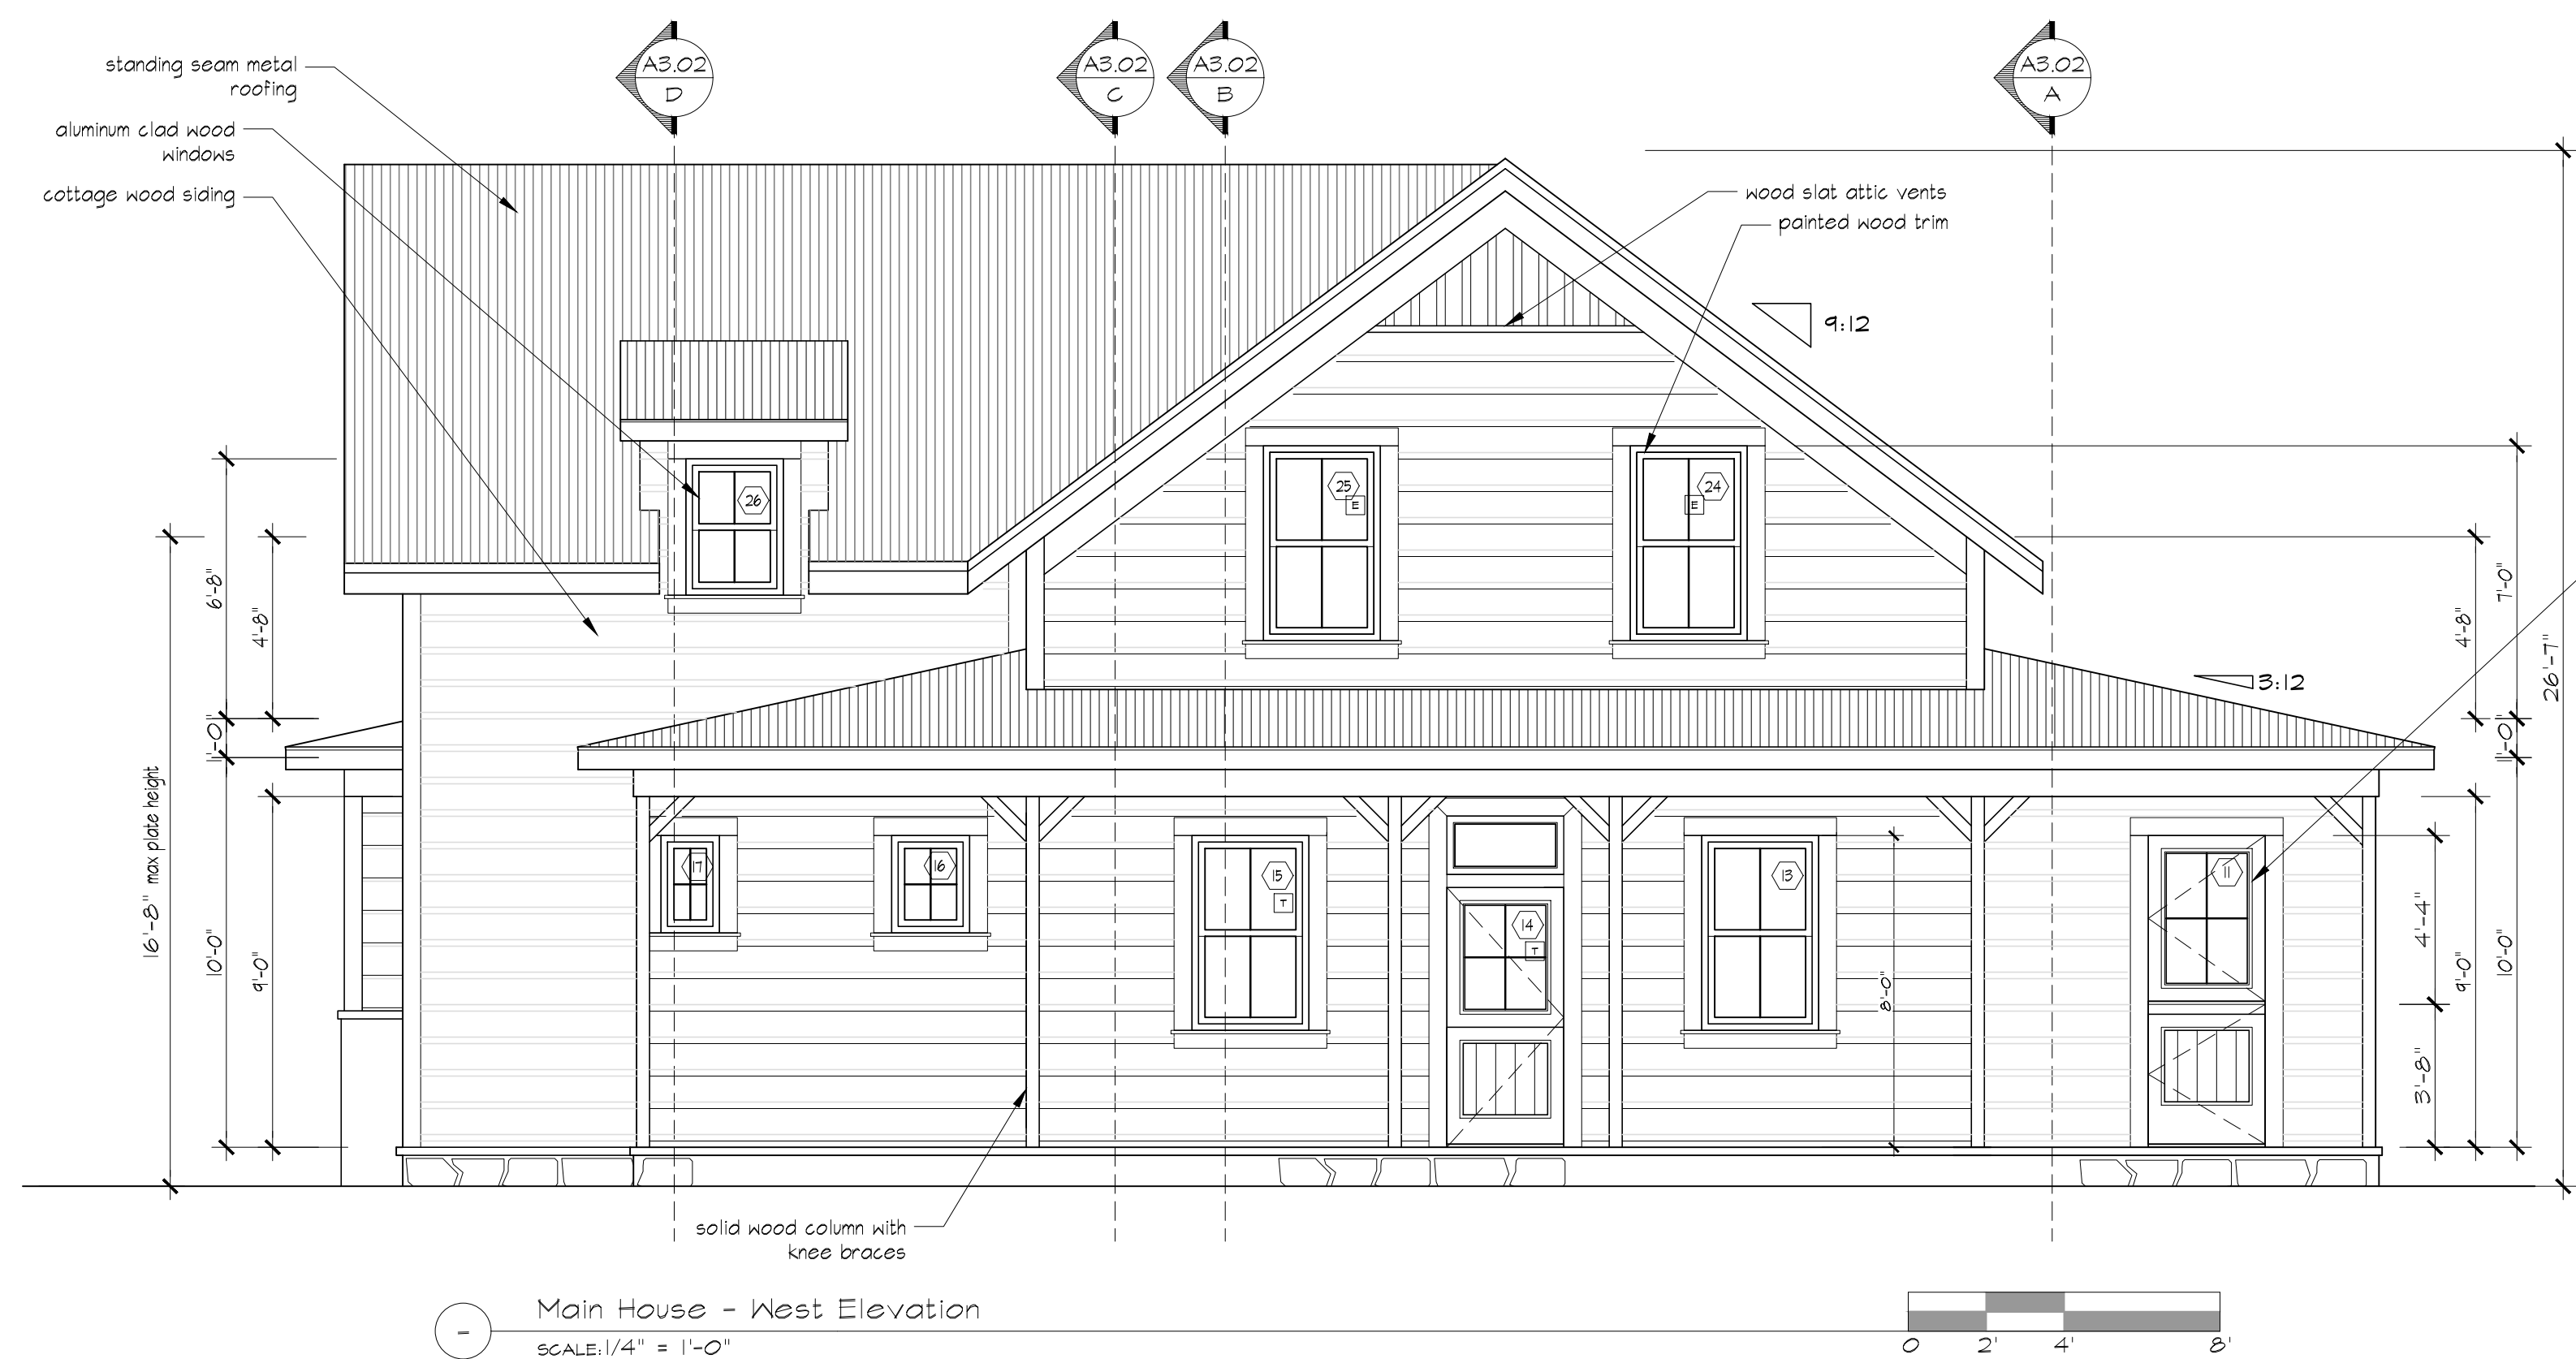 A3.02
D
A3.02
C
A3.02
B
A3.02
A
standing seam metal
roofing
aluminum clad wood
windows
cottage wood siding
wood slat attic vents
painted wood trim
9:12
26
25
E
24
E
6'-8"
4'-8"
7'-0"
4'-8"
26'-7"
3:12
1'-0"
1'-0"
16'-8" max plate height
17
16
15
T
14
T
13
11
10'-0"
9'-0"
8'-0"
4'-4"
3'-8"
9'-0"
10'-0"
solid wood column with
knee braces
-
Main House - West Elevation
SCALE: 1/4" = 1'-0"
0 2' 4' 8'